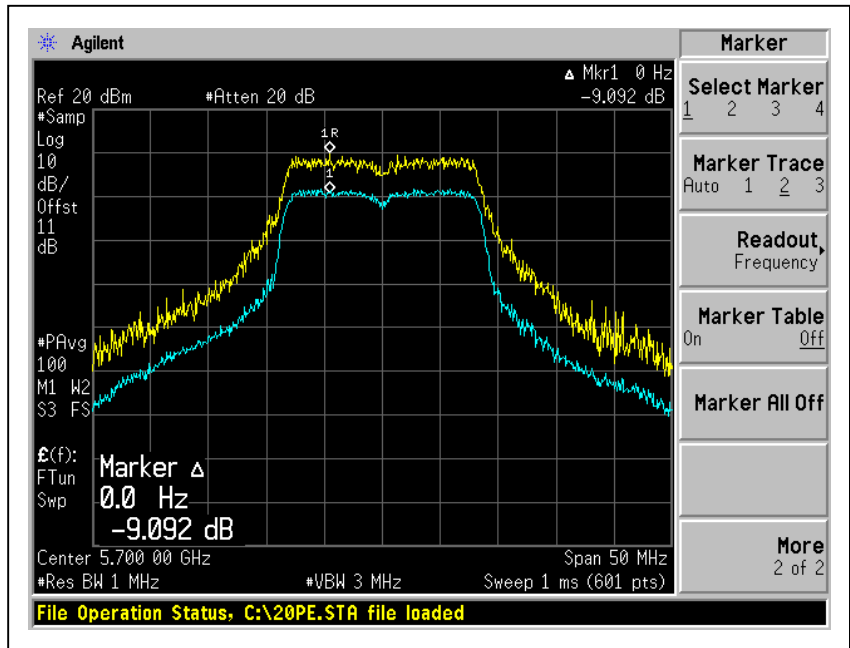 Agilent
Marker
Δ Mkr1 0 Hz
Ref 20 dBm #Atten 20 dB -9.092 dB
#Samp
Log
10
dB/
Offst
11
dB
1R
1
#PAvg
100
M1 W2
S3 FS
£(f):
FTun
Swp
Marker Δ
0.0 Hz
-9.092 dB
Center 5.700 00 GHz Span 50 MHz
#Res BW 1 MHz #VBW 3 MHz Sweep 1 ms (601 pts)
File Operation Status, C:\20PE.STA file loaded
Select Marker
1 2 3 4
Marker Trace
Auto 1 2 3
Readout
Frequency
Marker Table
On Off
Marker All Off
More
2 of 2